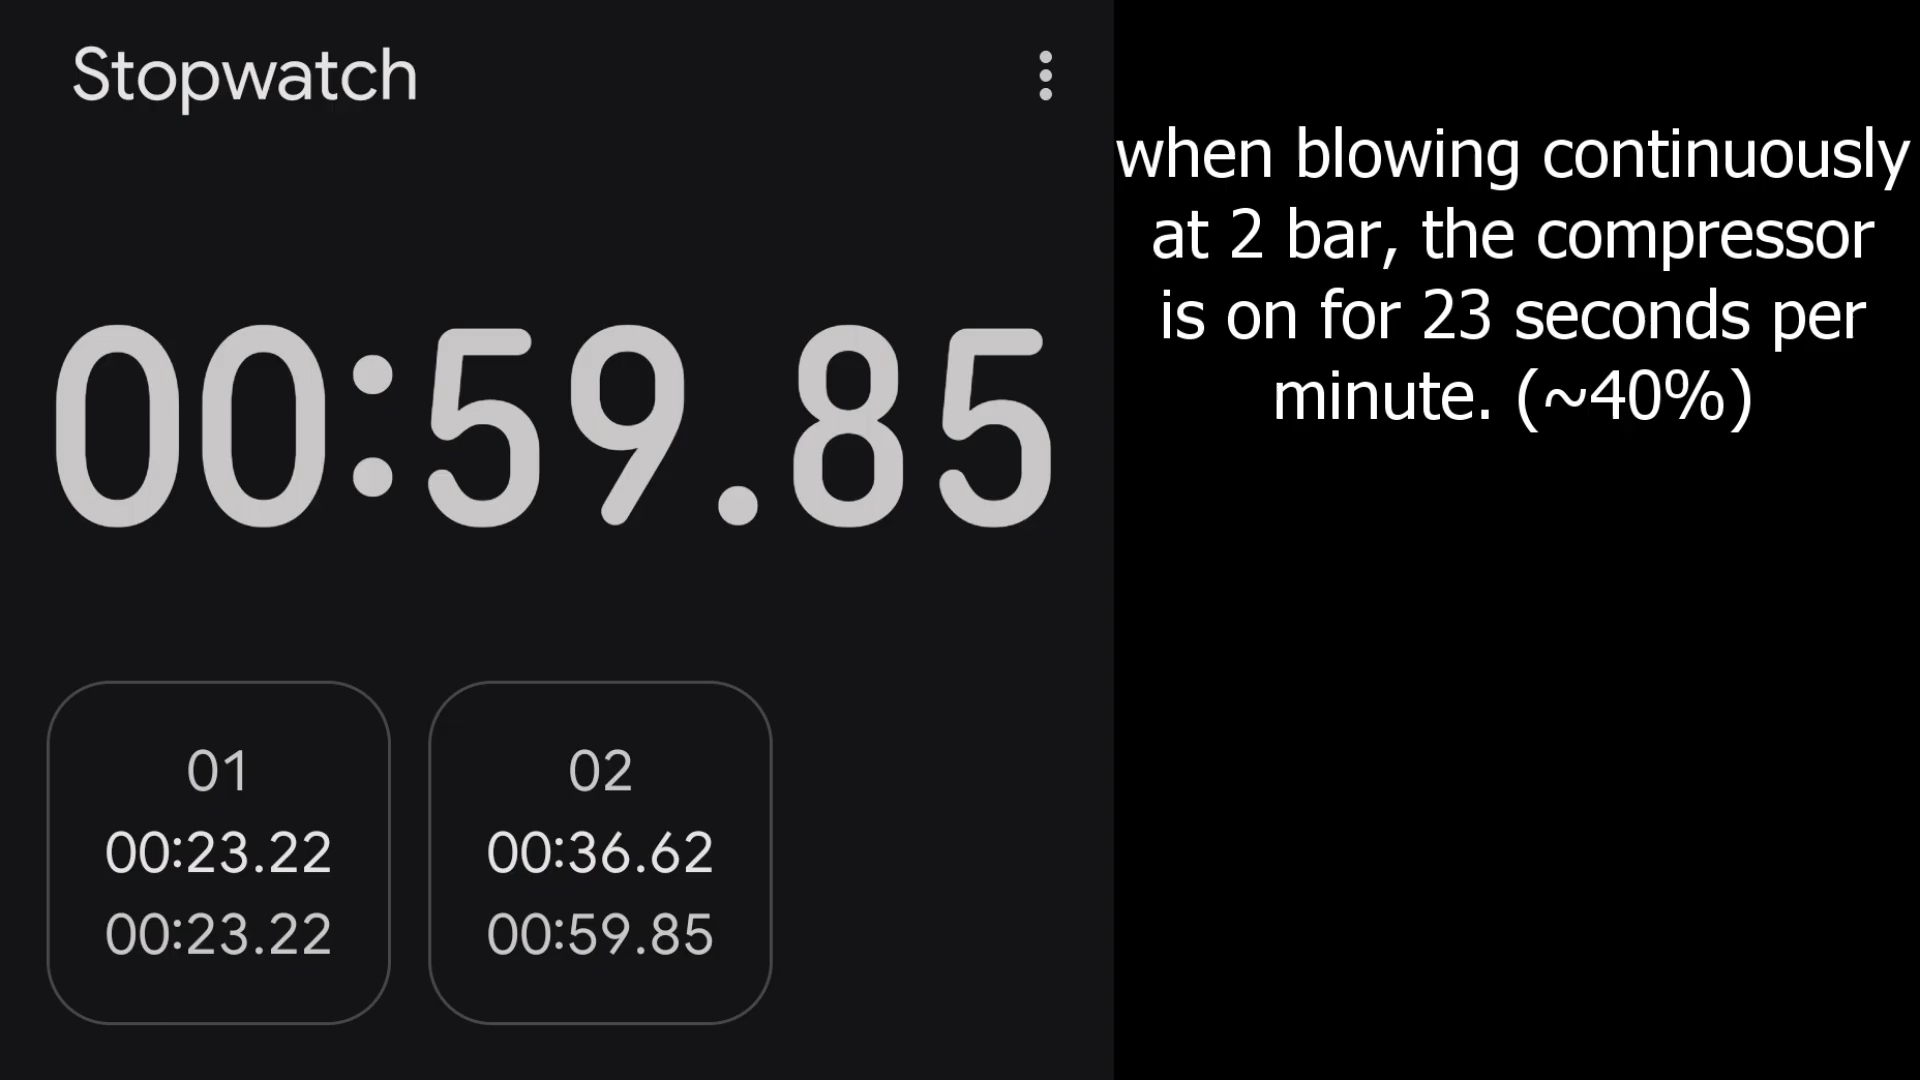 Stopwatch
00:59.85
01
00:23.22
00:23.22
02
00:36.62
00:59.85
when blowing continuously
at 2 bar, the compressor
is on for 23 seconds per
minute. (~40%)